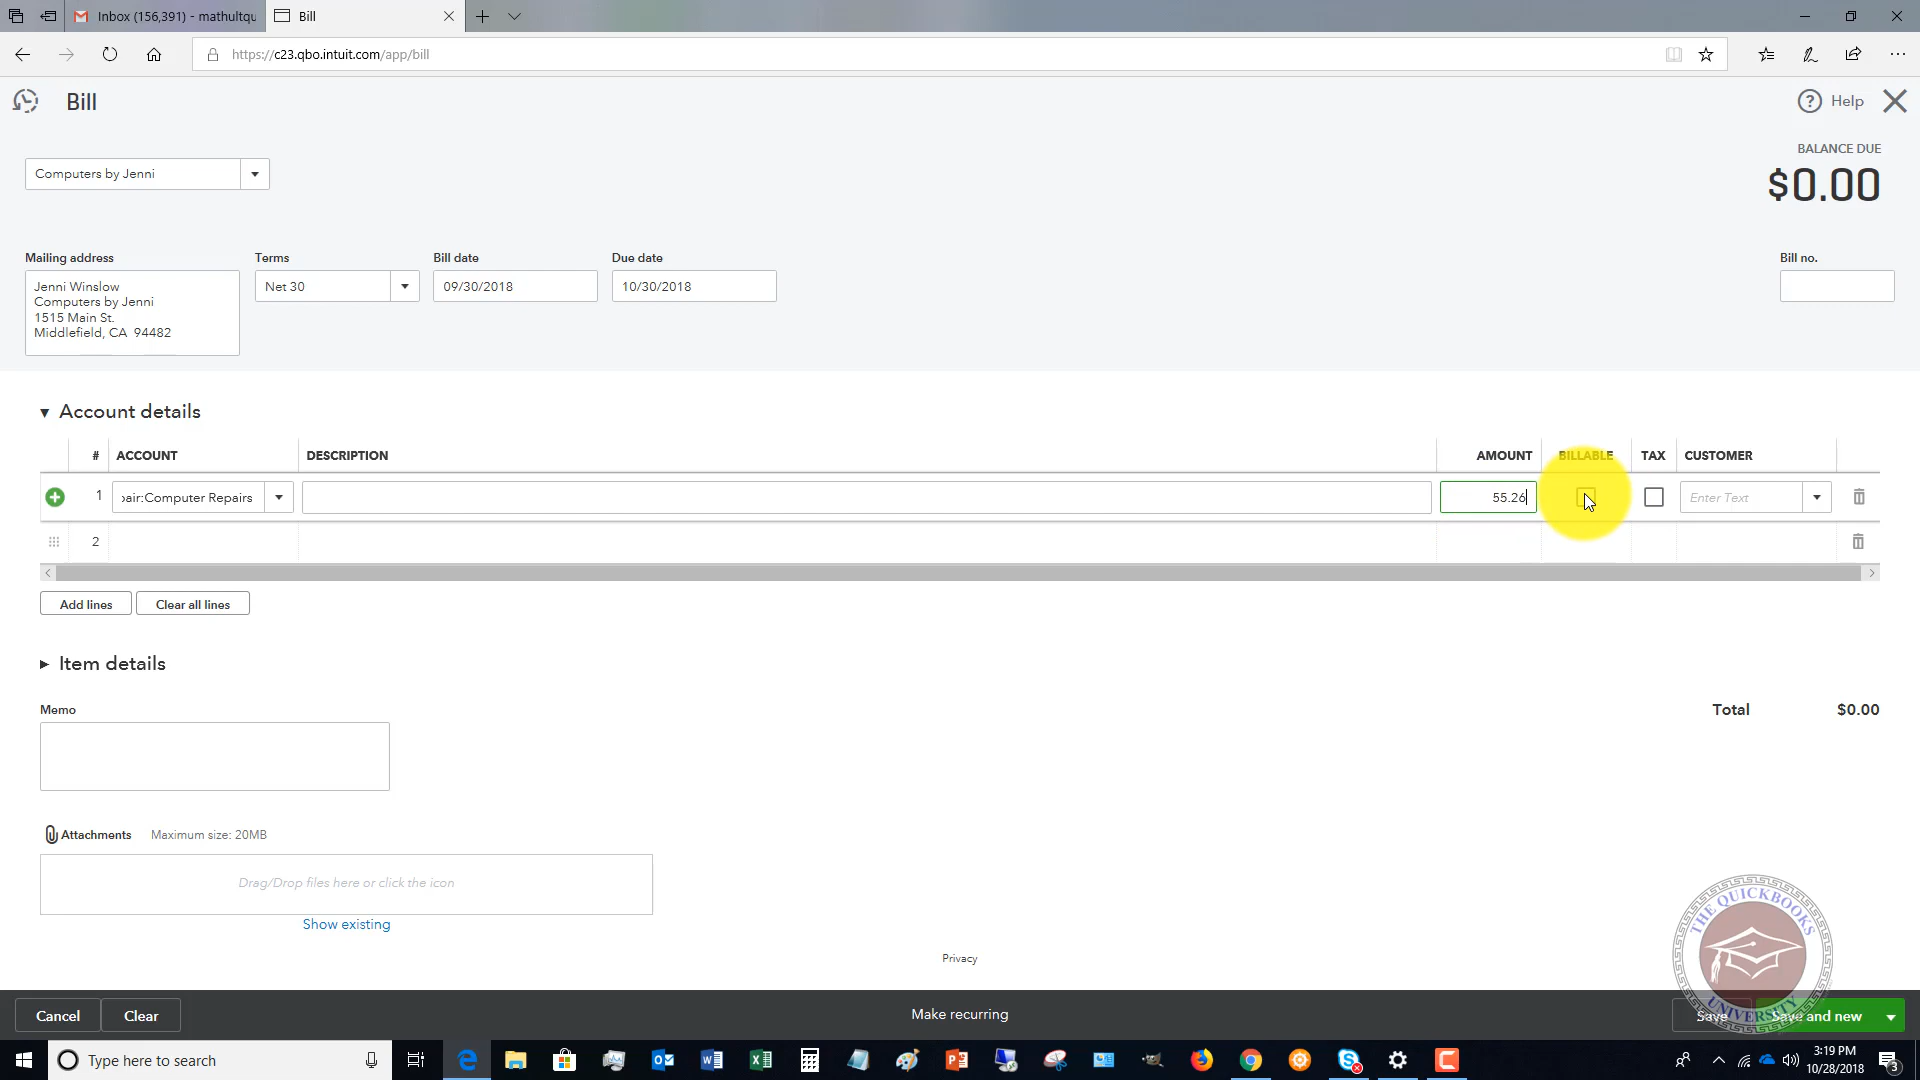 Inbox (156,391) - mathultqu
Bill
https://c23.qbo.intuit.com/app/bill
Bill
Help
BALANCE DUE
$0.00
Computers by Jenni
Mailing address
Terms
Bill date
Due date
Bill no.
Jenni Winslow
Computers by Jenni
1515 Main St.
Middlefield, CA 94482
Net 30
09/30/2018
10/30/2018
Account details
# ACCOUNT DESCRIPTION AMOUNT BILLABLE TAX CUSTOMER
1 pair:Computer Repairs 55.26 Enter Text
2
Add lines
Clear all lines
Item details
Memo
Total $0.00
Attachments Maximum size: 20MB
Drag/Drop files here or click the icon
Show existing
Privacy
THE QUICKBOOKS
UNIVERSITY
Cancel
Clear
Make recurring
Save
Save and new
Type here to search
3:19 PM
10/28/2018
3